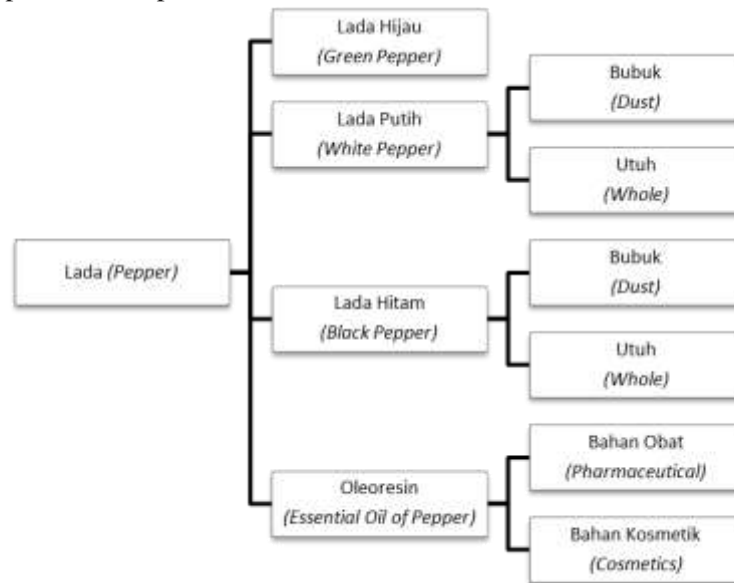 Lada Hijau
(Green Pepper)
Lada Putih
(White Pepper)
Bubuk
(Dust)
Utuh
(Whole)
Lada (Pepper)
Lada Hitam
(Black Pepper)
Bubuk
(Dust)
Utuh
(Whole)
Oleoresin
(Essential Oil of Pepper)
Bahan Obat
(Pharmaceutical)
Bahan Kosmetik
(Cosmetics)